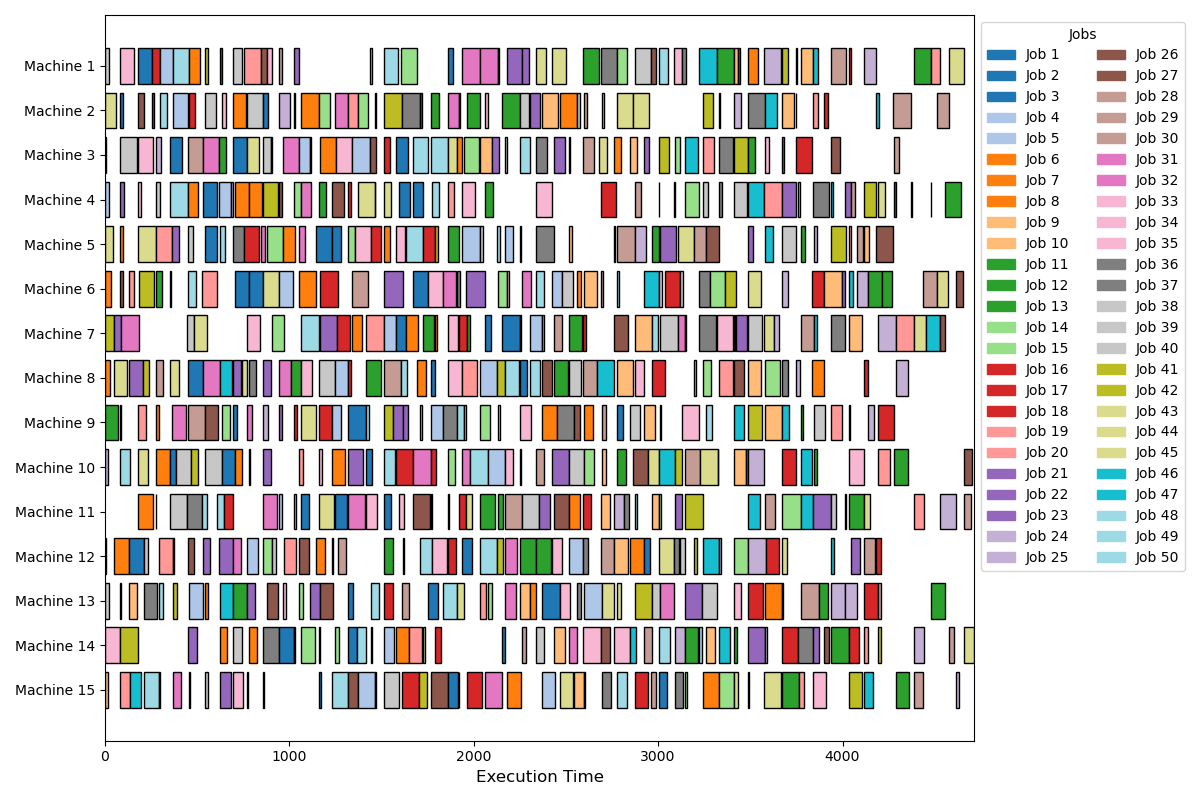 Machine 1
Machine 2
Machine 3
Machine 4
Machine 5
Machine 6
Machine 7
Machine 8
Machine 9
Machine 10
Machine 11
Machine 12
Machine 13
Machine 14
Machine 15
0 1000 2000 3000 4000
Execution Time
Jobs
Job 1
Job 2
Job 3
Job 4
Job 5
Job 6
Job 7
Job 8
Job 9
Job 10
Job 11
Job 12
Job 13
Job 14
Job 15
Job 16
Job 17
Job 18
Job 19
Job 20
Job 21
Job 22
Job 23
Job 24
Job 25
Job 26
Job 27
Job 28
Job 29
Job 30
Job 31
Job 32
Job 33
Job 34
Job 35
Job 36
Job 37
Job 38
Job 39
Job 40
Job 41
Job 42
Job 43
Job 44
Job 45
Job 46
Job 47
Job 48
Job 49
Job 50